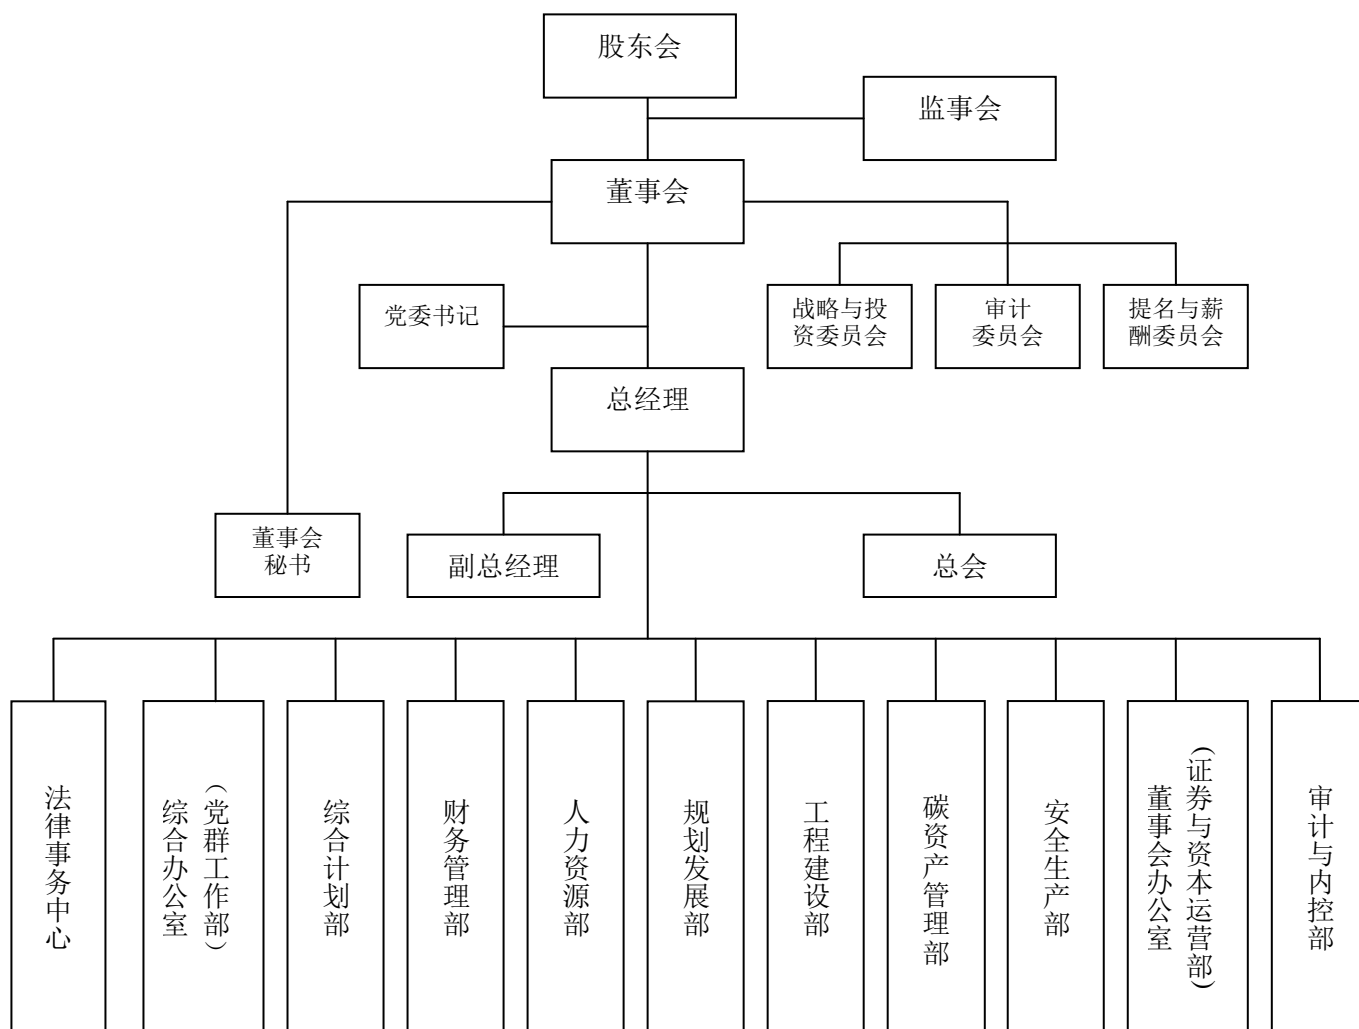 股东会
监事会
董事会
党委书记
战略与投
资委员会
审计
委员会
提名与薪
酬委员会
总经理
董事会
秘书
副总经理
总会
法律事务中心
综合办公室
（党群工作部）
综合计划部
财务管理部
人力资源部
规划发展部
工程建设部
碳资产管理部
安全生产部
董事会办公室
（证券与资本运营部）
审计与内控部